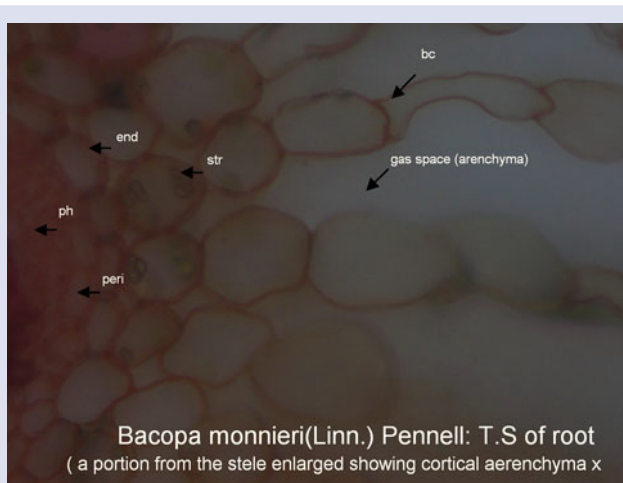 bc
end
str
gas space (arenchyma)
ph
peri
Bacopa monnieri(Linn.) Pennell: T.S of root
( a portion from the stele enlarged showing cortical aerenchyma x